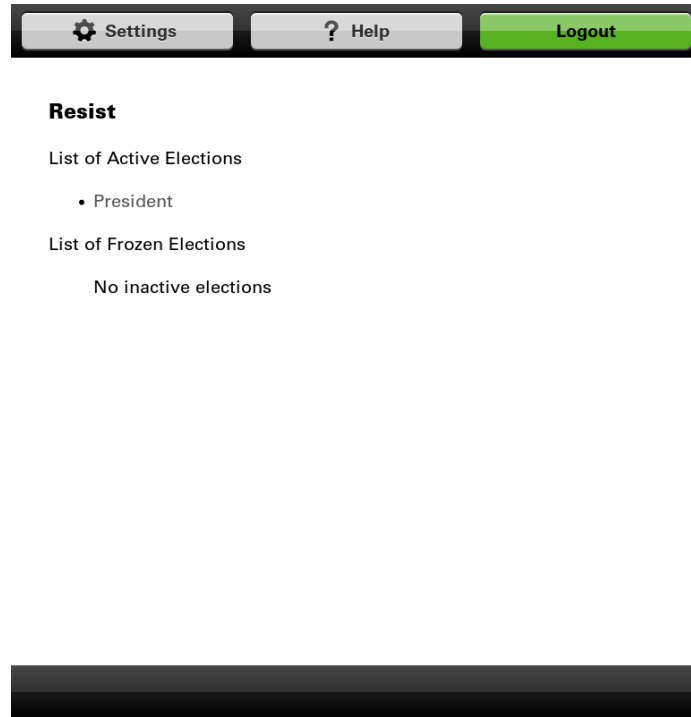 Settings
? Help
Logout
Resist
List of Active Elections
• President
List of Frozen Elections
No inactive elections